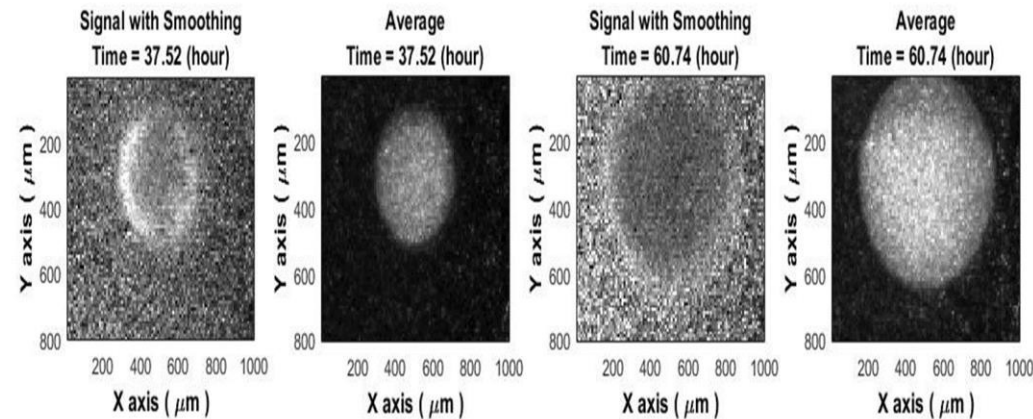 Signal with Smoothing
Time = 37.52 (hour)
Average
Time = 37.52 (hour)
Signal with Smoothing
Time = 60.74 (hour)
Average
Time = 60.74 (hour)
Y axis ( μm )
200
400
600
800
200 400 600 800 1000
X axis ( μm )
Y axis ( μm )
200
400
600
800
200 400 600 800 1000
X axis ( μm )
Y axis ( μm )
200
400
600
800
200 400 600 800 1000
X axis ( μm )
Y axis ( μm )
200
400
600
800
200 400 600 800 1000
X axis ( μm )